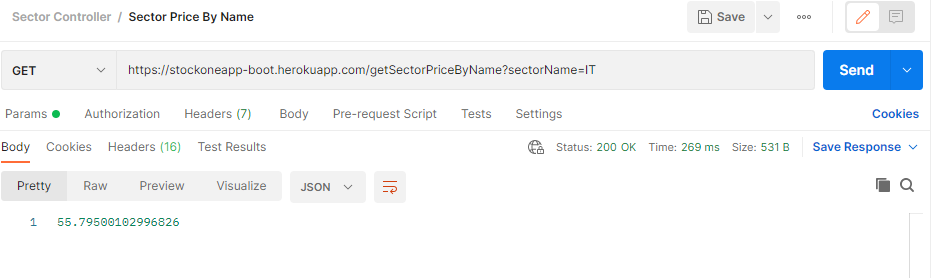 Sector Controller / Sector Price By Name
Save
GET https://stockoneapp-boot.herokuapp.com/getSectorPriceByName?sectorName=IT Send
Params Authorization Headers (7) Body Pre-request Script Tests Settings Cookies
Body Cookies Headers (16) Test Results Status: 200 OK Time: 269 ms Size: 531 B Save Response
Pretty Raw Preview Visualize JSON
1 55.79500102996826